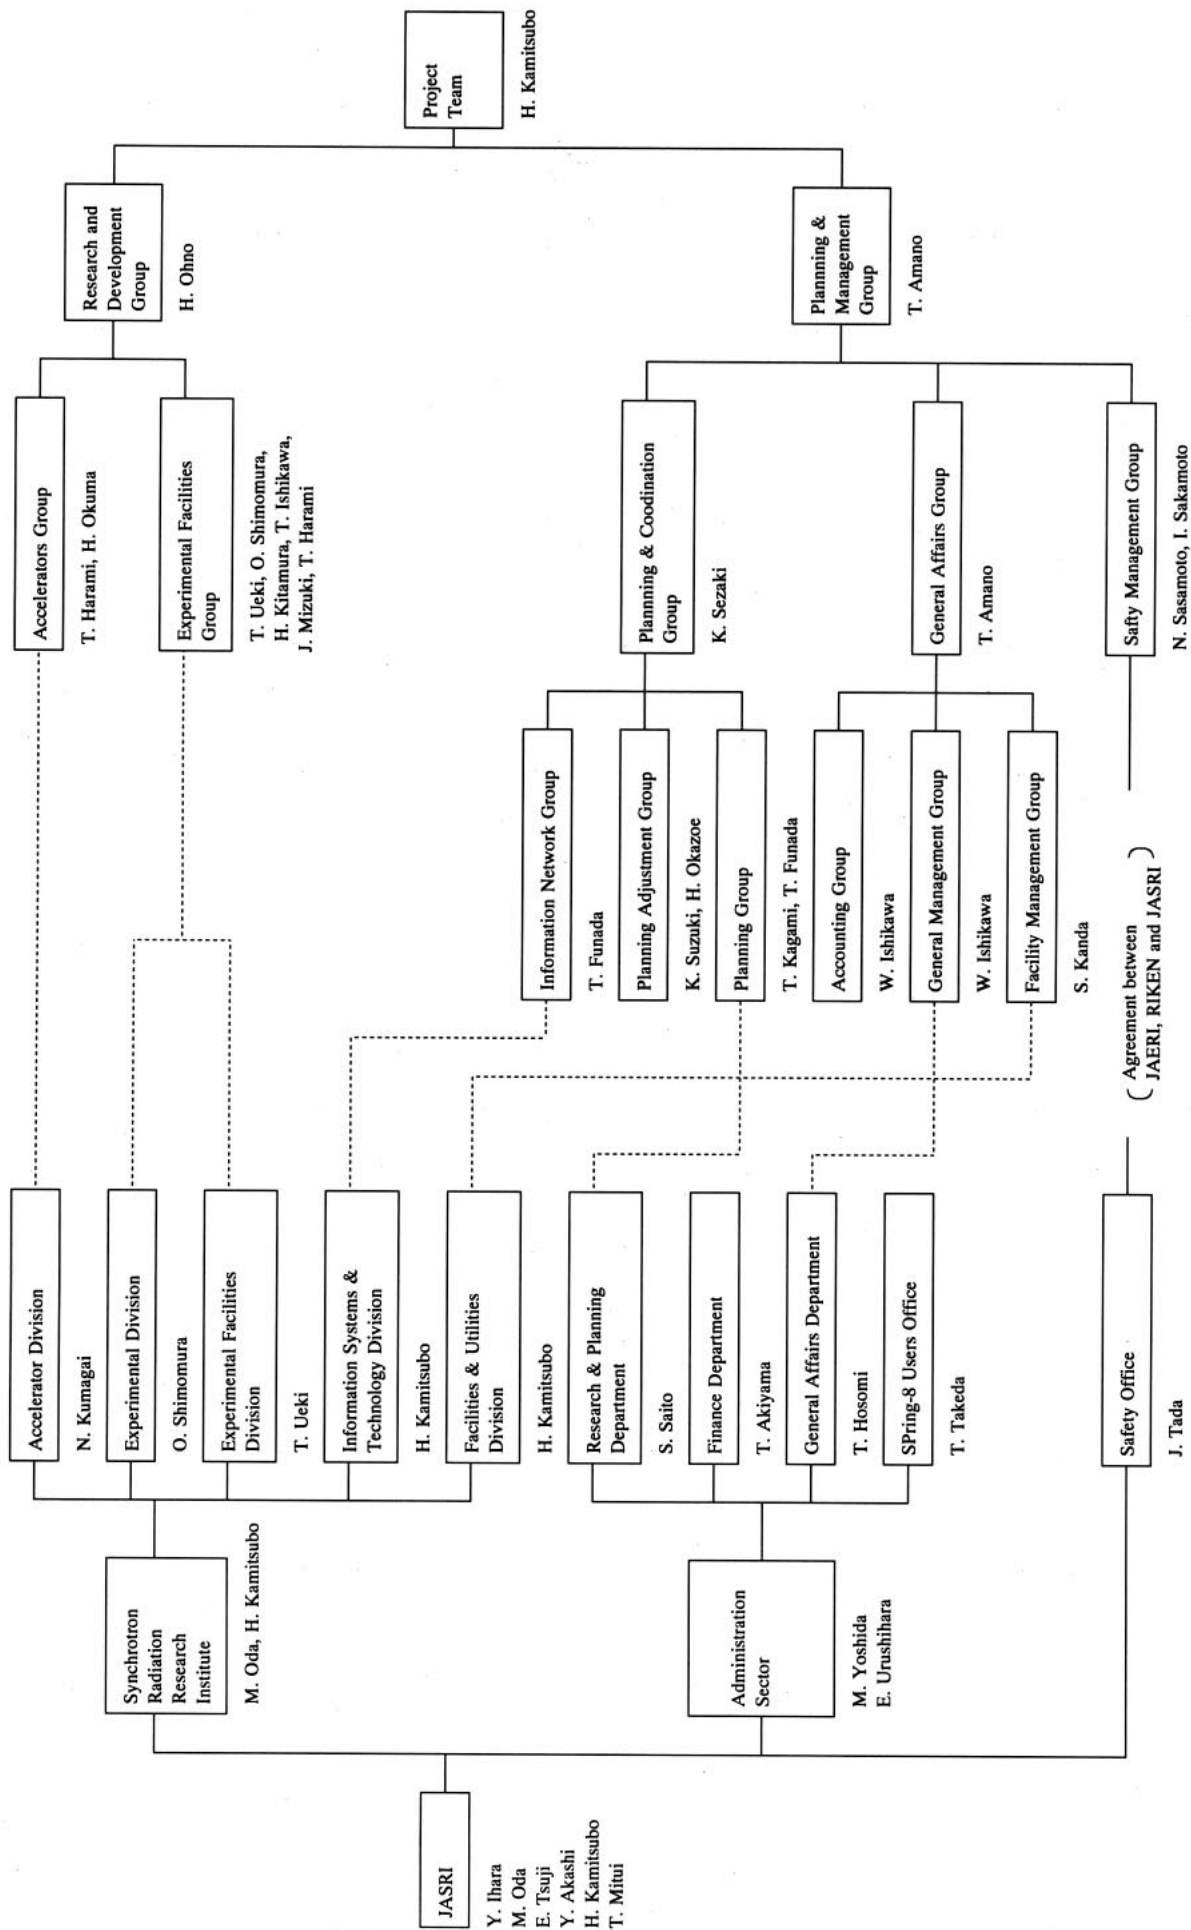 JASRI
Y. Ihara
M. Oda
E. Tsuji
Y. Akashi
H. Kamitsubo
T. Mitui
Synchrotron
Radiation
Research
Institute
M. Oda, H. Kamitsubo
Administration
Sector
M. Yoshida
E. Urushihara
Accelerator Division
N. Kumagai
Experimental Division
O. Shimomura
Experimental Facilities
Division
T. Ueki
Information Systems &
Technology Division
H. Kamitsubo
Facilities & Utilities
Division
H. Kamitsubo
Research & Planning
Department
S. Saito
Finance Department
T. Akiyama
General Affairs Department
T. Hosomi
SPring-8 Users Office
T. Takeda
Safety Office
J. Tada
(Agreement between
JAERI, RIKEN and JASRI)
Information Network Group
T. Funada
Planning Adjustment Group
K. Suzuki, H. Okazoe
Planning Group
T. Kagami, T. Funada
Accounting Group
W. Ishikawa
General Management Group
W. Ishikawa
Facility Management Group
S. Kanda
Accelerators Group
T. Harami, H. Okuma
Experimental Facilities
Group
T. Ueki, O. Shimomura,
H. Kitamura, T. Ishikawa,
J. Mizuki, T. Harami
Plannning & Coodination
Group
K. Sezaki
General Affairs Group
T. Amano
Safty Management Group
N. Sasamoto, I. Sakamoto
Research and
Development
Group
H. Ohno
Plannning &
Management
Group
T. Amano
Project
Team
H. Kamitsubo